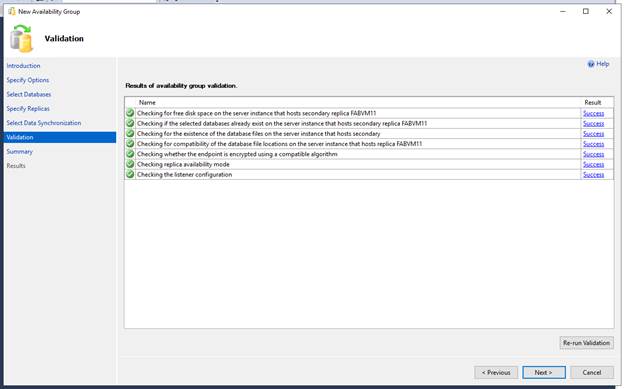 New Availability Group
Validation
Introduction
Specify Options
Select Databases
Specify Replicas
Select Data Synchronization
Validation
Summary
Results
Help
Results of availability group validation.
Name Result
Checking for free disk space on the server instance that hosts secondary replica FABVM11 Success
Checking if the selected databases already exist on the server instance that hosts secondary replica FABVM11 Success
Checking for the existence of the database files on the server instance that hosts secondary Success
Checking for compatibility of the database file locations on the server instance that hosts replica FABVM11 Success
Checking whether the endpoint is encrypted using a compatible algorithm Success
Checking replica availability mode Success
Checking the listener configuration Success
Re-run Validation
< Previous Next > Cancel